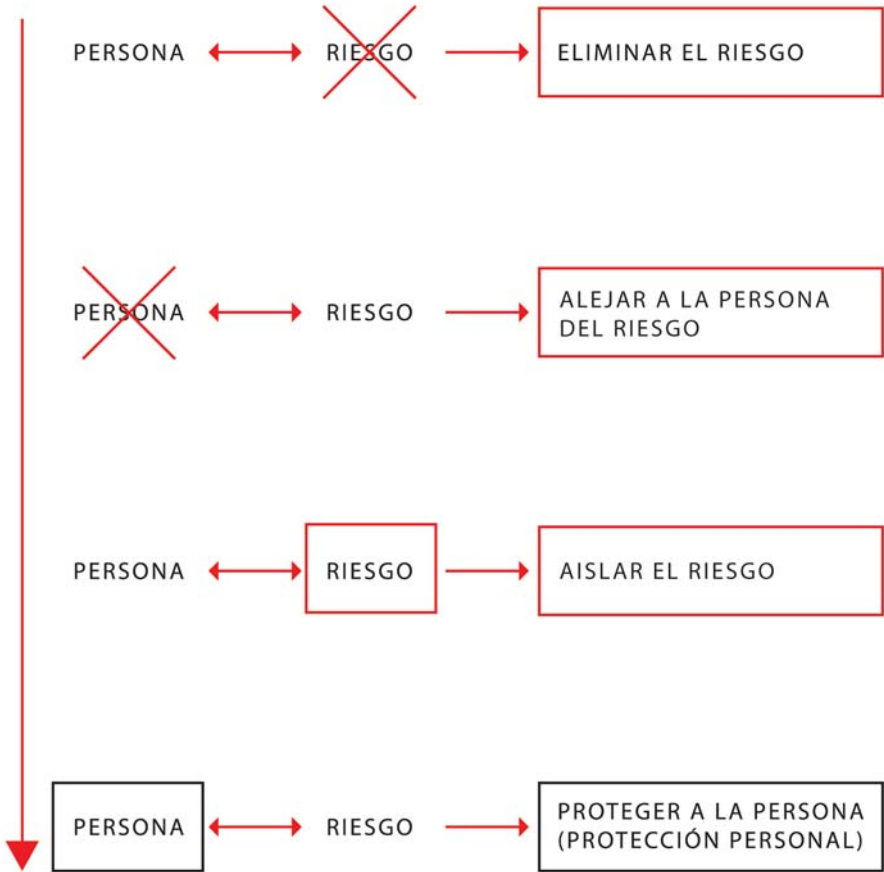 PERSONA RIESGO ELIMINAR EL RIESGO
PERSONA RIESGO ALEJAR A LA PERSONA
DEL RIESGO
PERSONA RIESGO AISLAR EL RIESGO
PERSONA RIESGO PROTEGER A LA PERSONA
(PROTECCIÓN PERSONAL)